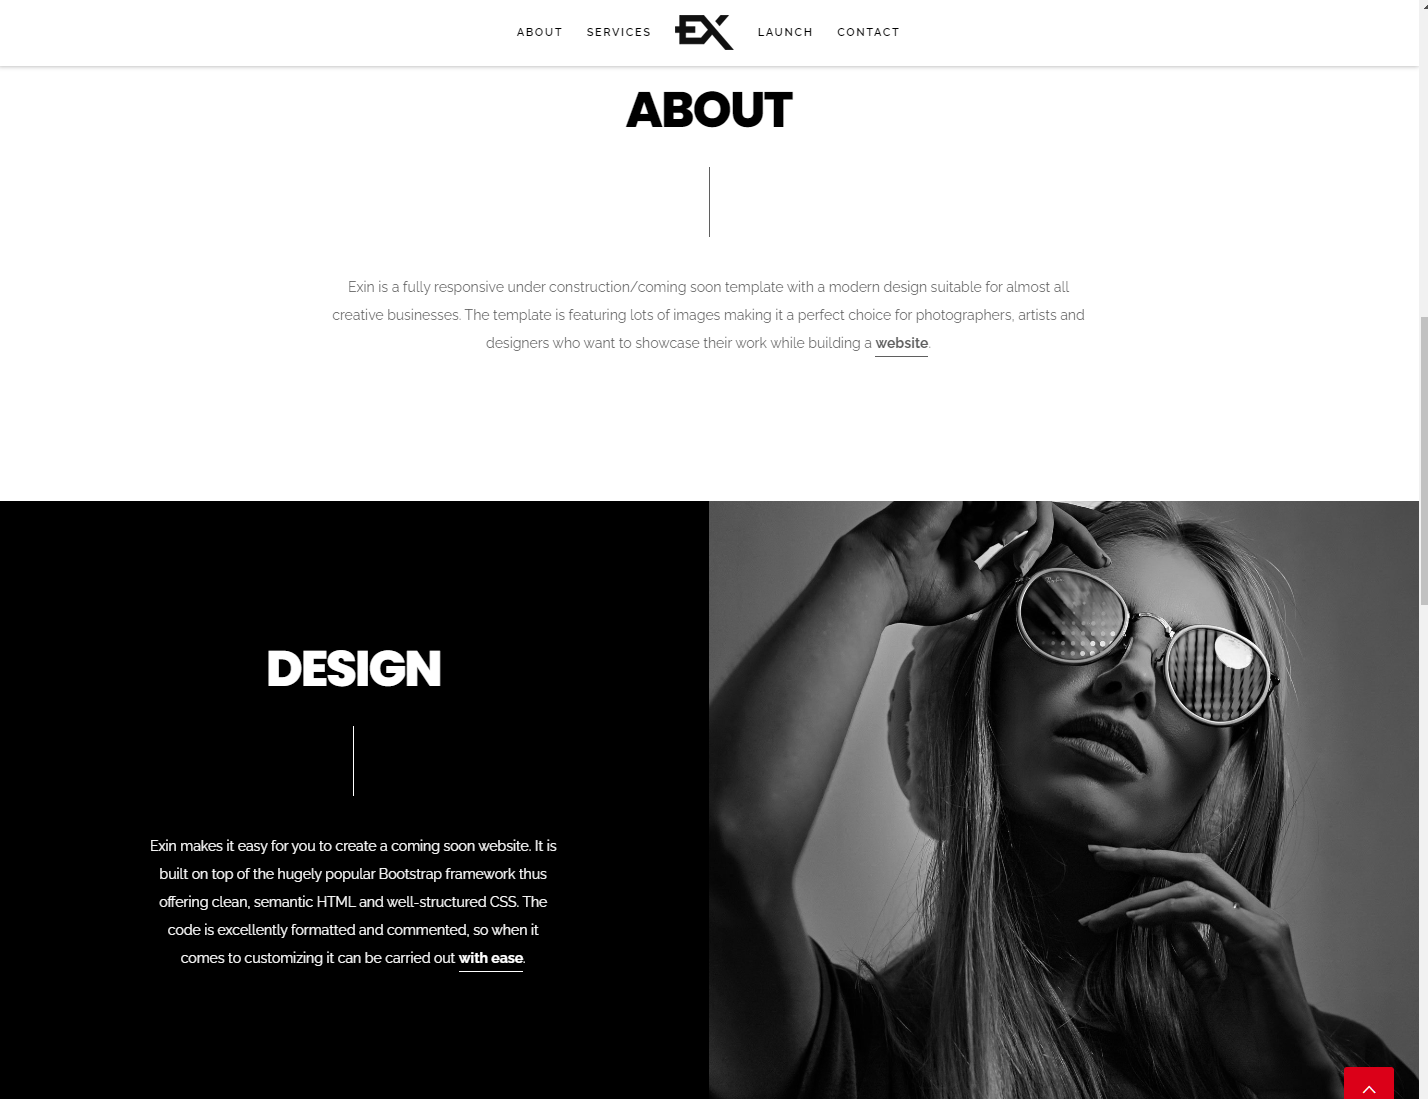 ABOUT
SERVICES
EX
LAUNCH
CONTACT
ABOUT
Exin is a fully responsive under construction/coming soon template with a modern design suitable for almost all
creative businesses. The template is featuring lots of images making it a perfect choice for photographers, artists and
designers who want to showcase their work while building a website.
DESIGN
Exin makes it easy for you to create a coming soon website. It is
built on top of the hugely popular Bootstrap framework thus
offering clean, semantic HTML and well-structured CSS. The
code is excellently formatted and commented, so when it
comes to customizing it can be carried out with ease.